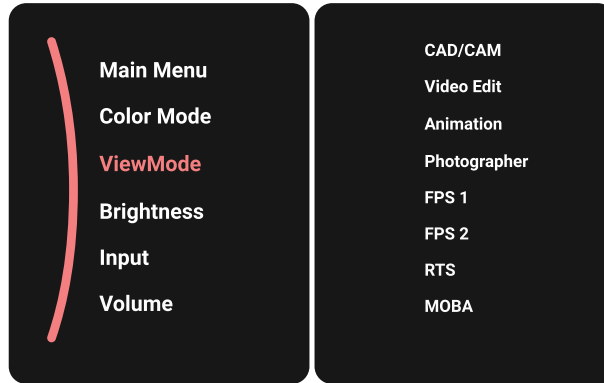 Main Menu
Color Mode
ViewMode
Brightness
Input
Volume
CAD/CAM
Video Edit
Animation
Photographer
FPS 1
FPS 2
RTS
MOBA